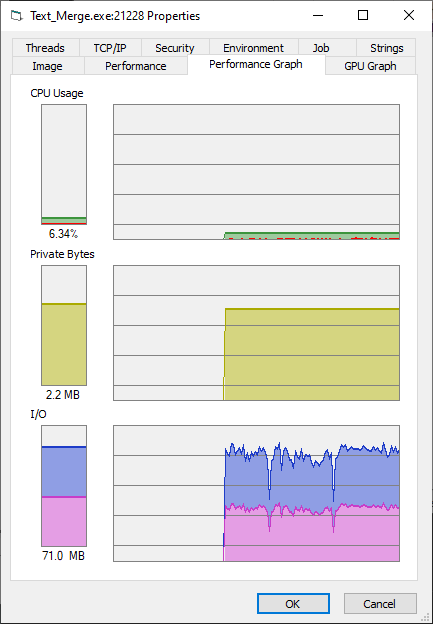 Text_Merge.exe:21228 Properties
Threads TCP/IP Security Environment Job Strings
Image Performance Performance Graph GPU Graph
CPU Usage
6.34%
Private Bytes
2.2 MB
I/O
71.0  MB
OK Cancel